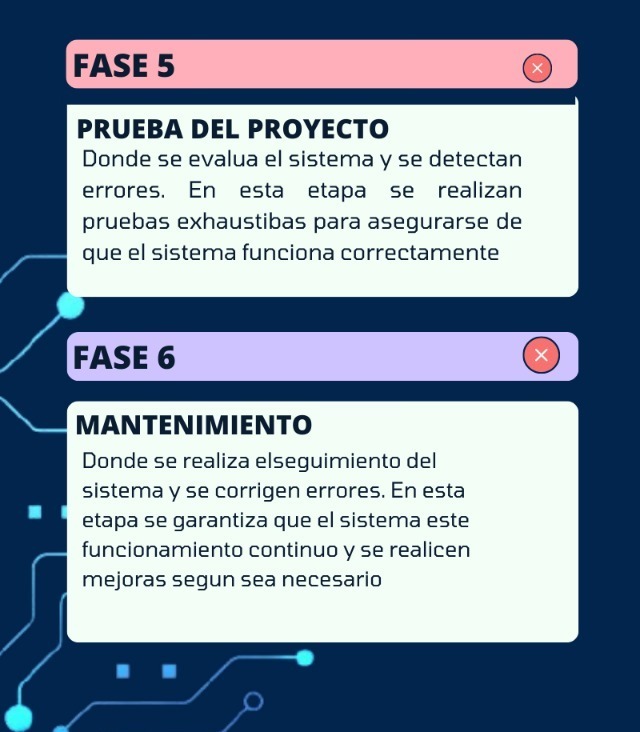 FASE 5
PRUEBA DEL PROYECTO
Donde se evalua el sistema y se detectan
errores. En esta etapa se realizan
pruebas exhaustibas para asegurarse de
que el sistema funciona correctamente
FASE 6
MANTENIMIENTO
Donde se realiza elseguimiento del
sistema y se corrigen errores. En esta
etapa se garantiza que el sistema este
funcionamiento continuo y se realicen
mejoras segun sea necesario